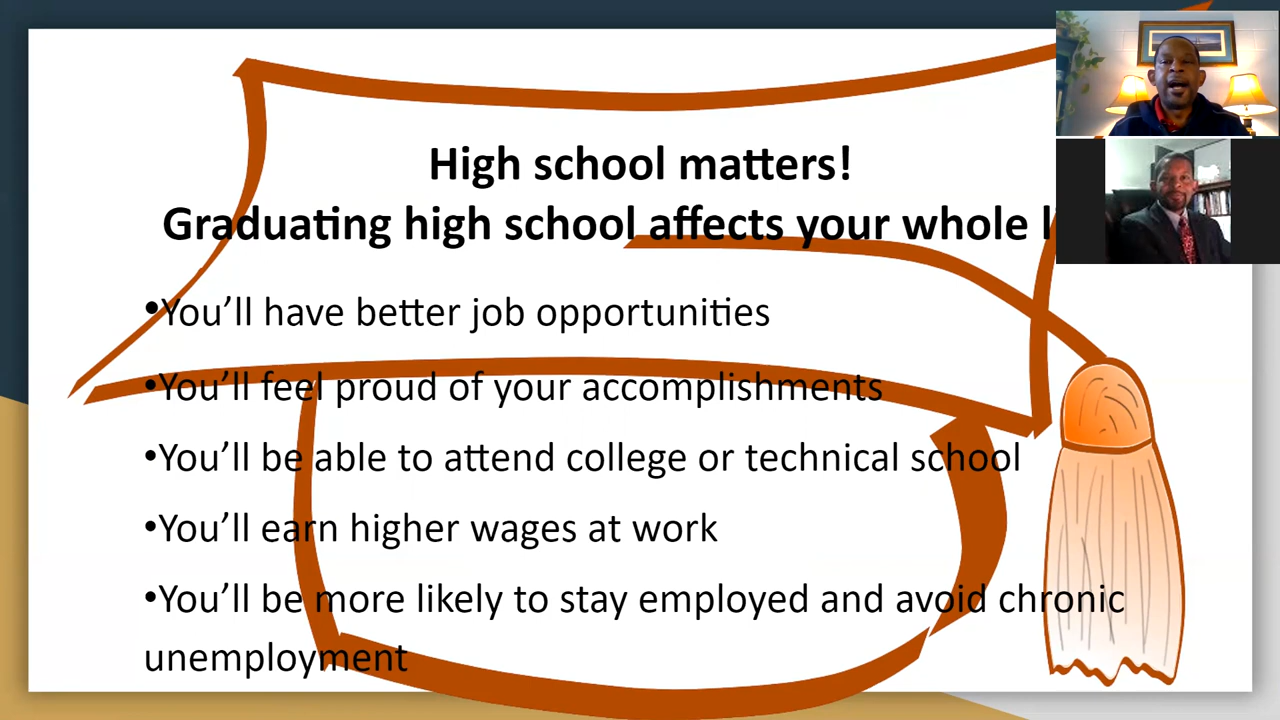 High school matters!
Graduating high school affects your whole
•You’ll have better job opportunities
•You’ll feel proud of your accomplishments
•You’ll be able to attend college or technical school
•You’ll earn higher wages at work
•You’ll be more likely to stay employed and avoid chronic
unemployment